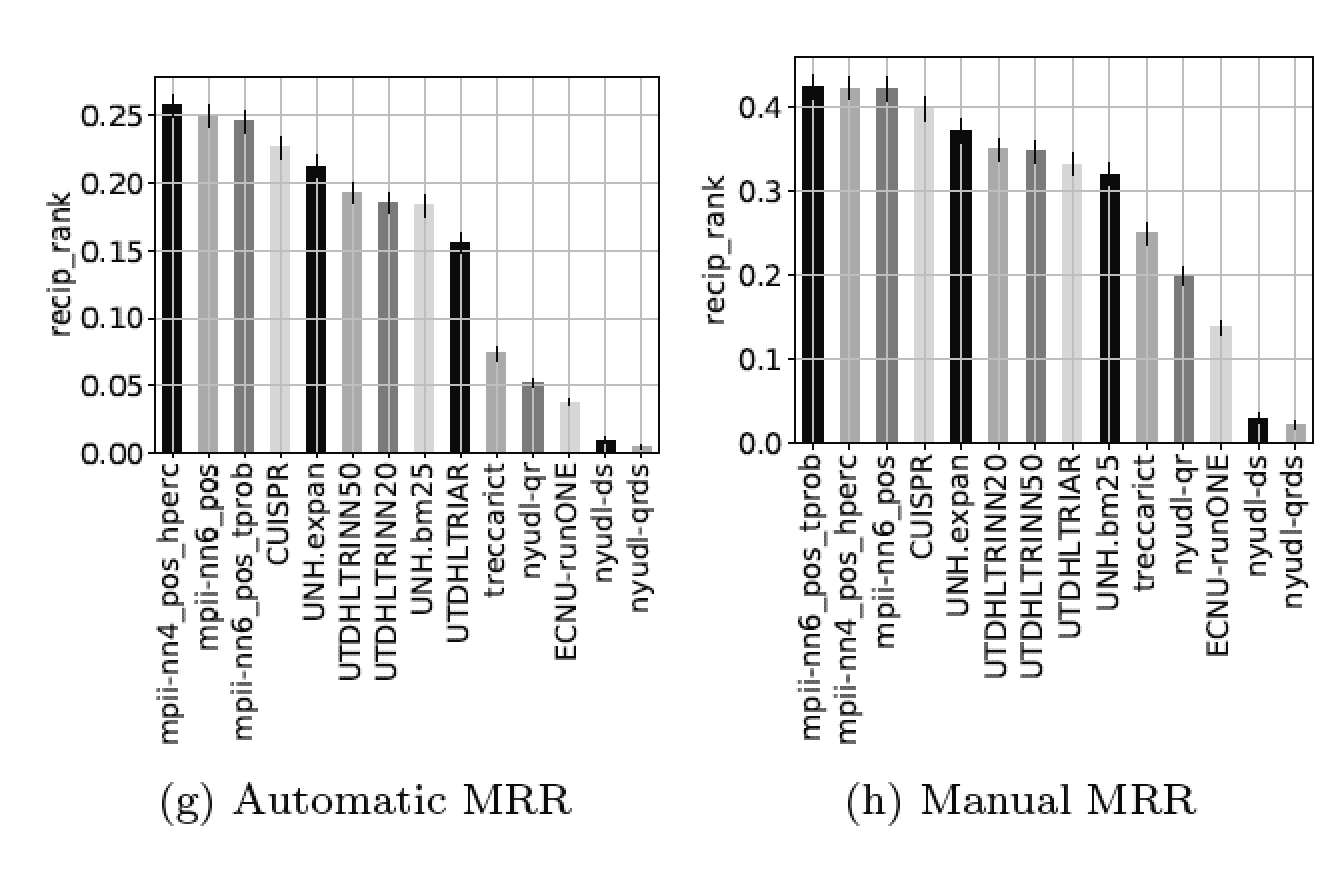 recip_rank
0.25
0.20
0.15
0.10
0.05
0.00
mpii-nn4_pos_hperc
mpii-nn6_pos
mpii-nn6_pos_tprob
CUISPR
UNH.expan
UTDHLTRINN50
UTDHLTRINN20
UNH.bm25
UTDHLTRIAR
treccarict
nyudl-qr
ECNU-runONE
nyudl-ds
nyudl-qrds
(g) Automatic MRR
recip_rank
0.4
0.3
0.2
0.1
0.0
mpii-nn6_pos_tprob
mpii-nn4_pos_hperc
mpii-nn6_pos
CUISPR
UNH.expan
UTDHLTRINN20
UTDHLTRINN50
UTDHLTRIAR
UNH.bm25
treccarict
nyudl-qr
ECNU-runONE
nyudl-ds
nyudl-qrds
(h) Manual MRR